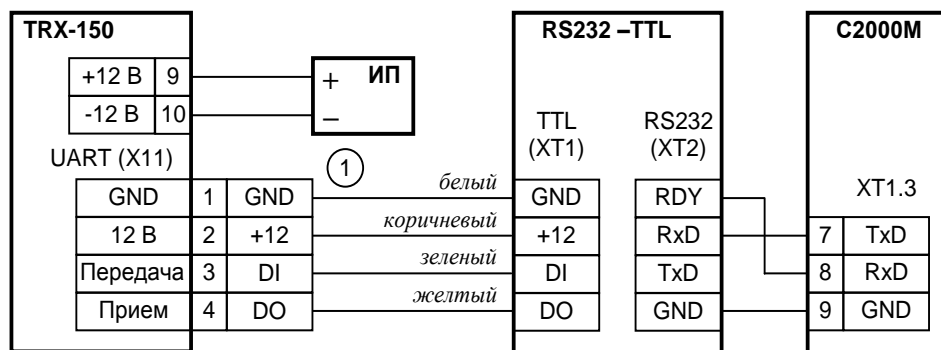 TRX-150 RS232 –TTL C2000M
+12 В 9 + ИП
-12 В 10 –
TTL RS232
(XT1) (XT2)
UART (X11) 1
XT1.3
GND 1 GND белый GND RDY
12 В 2 +12 коричневый +12 RxD 7 TxD
Передача 3 DI зеленый DI TxD 8 RxD
Прием 4 DO желтый DO GND 9 GND